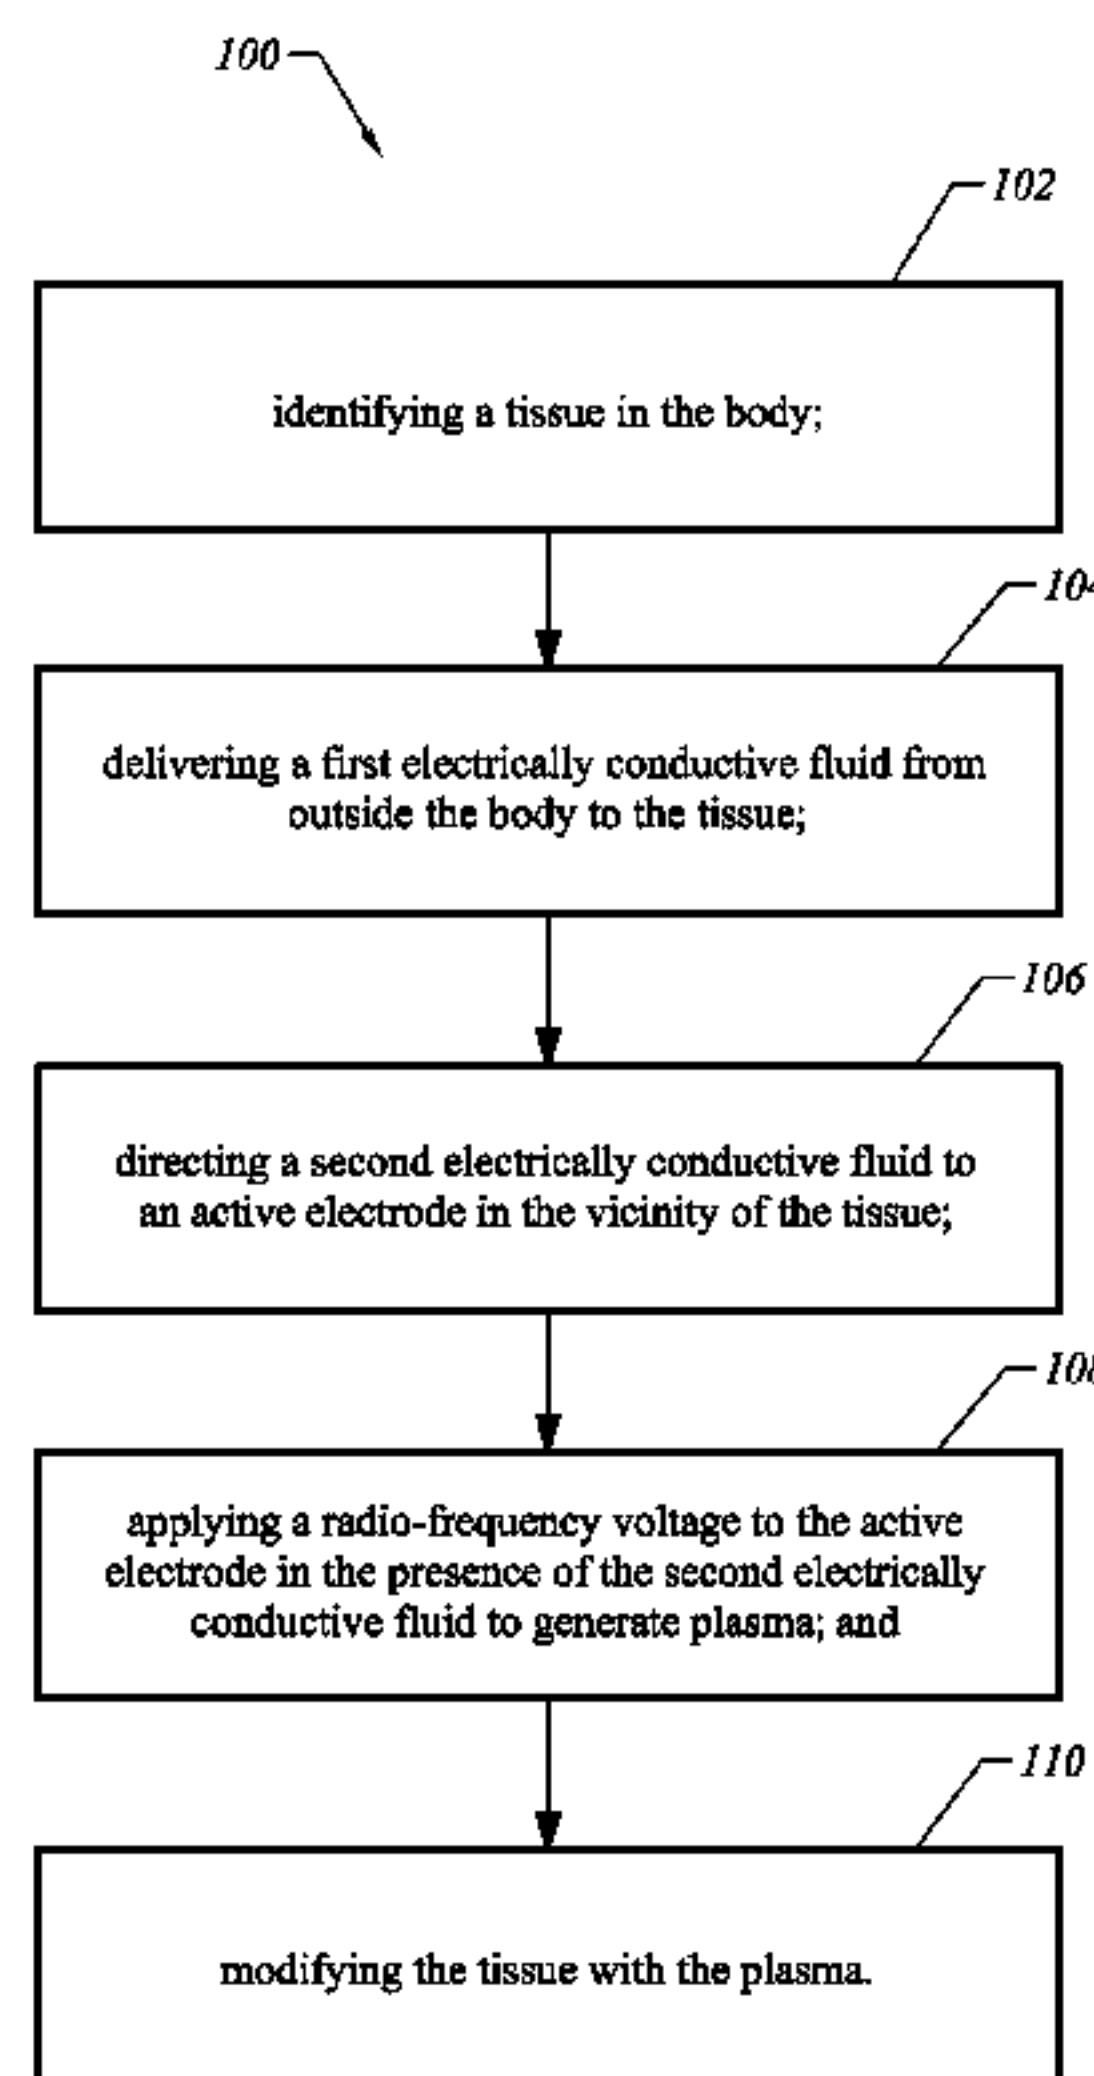 100
102
identifying a tissue in the body;
104
delivering a first electrically conductive fluid from
outside the body to the tissue;
106
directing a second electrically conductive fluid to
an active electrode in the vicinity of the tissue;
108
applying a radio-frequency voltage to the active
electrode in the presence of the second electrically
conductive fluid to generate plasma; and
110
modifying the tissue with the plasma.